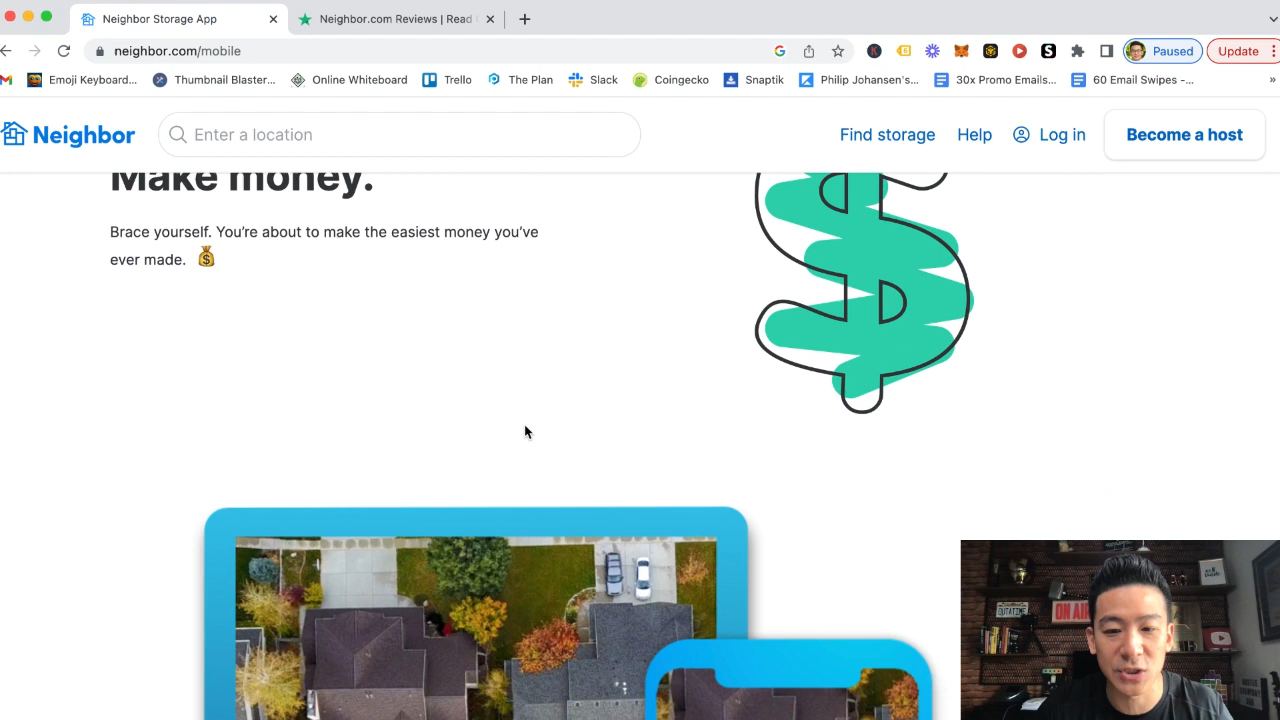 Neighbor Storage App
Neighbor.com Reviews | Read
neighbor.com/mobile
Paused
Update
Emoji Keyboard...
Thumbnail Blaster...
Online Whiteboard
Trello
The Plan
Slack
Coingecko
Snaptik
Philip Johansen's...
30x Promo Emails...
60 Email Swipes -...
»
Neighbor
Enter a location
Find storage
Help
Log in
Become a host
Make money.
Brace yourself. You're about to make the easiest money you've
ever made.
OUTATIME
ON AIR